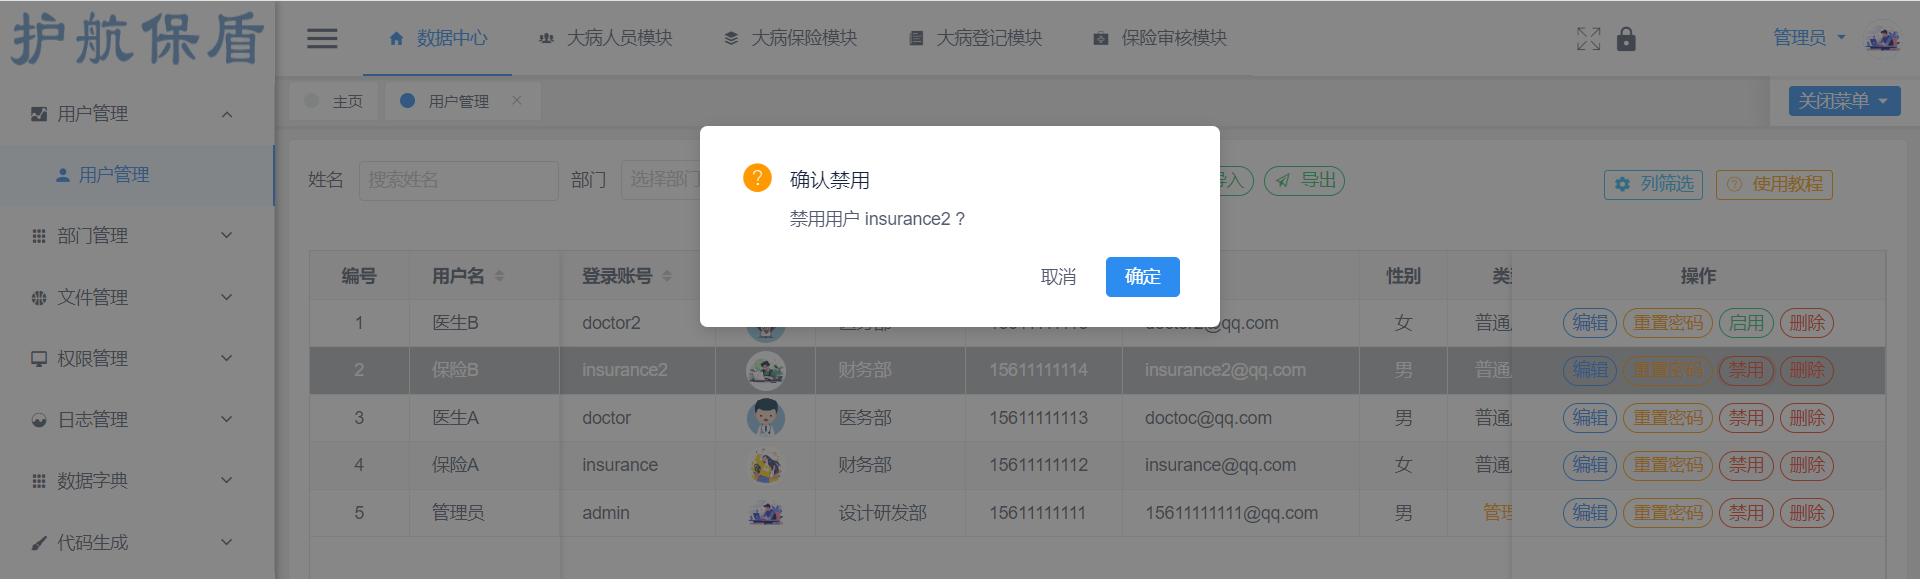 护航保盾
数据中心 大病人员模块 大病保险模块 大病登记模块 保险审核模块 管理员
主页 用户管理 关闭菜单
用户管理
用户管理
部门管理
文件管理
权限管理
日志管理
数据字典
代码生成
姓名 搜索姓名 部门 选择部门 导出 列筛选 使用教程
确认禁用
禁用用户 insurance2 ?
取消 确定
编号 用户名 登录账号 性别 操作
1 医生B doctor2 女 普通 编辑 重置密码 启用 删除
2 保险B insurance2 财务部 15611111114 insurance2@qq.com 男 普通 编辑 重置密码 禁用 删除
3 医生A doctor 医务部 15611111113 doctoc@qq.com 男 普通 编辑 重置密码 禁用 删除
4 保险A insurance 财务部 15611111112 insurance@qq.com 女 普通 编辑 重置密码 禁用 删除
5 管理员 admin 设计研发部 15611111111 15611111111@qq.com 男 管理 编辑 重置密码 禁用 删除